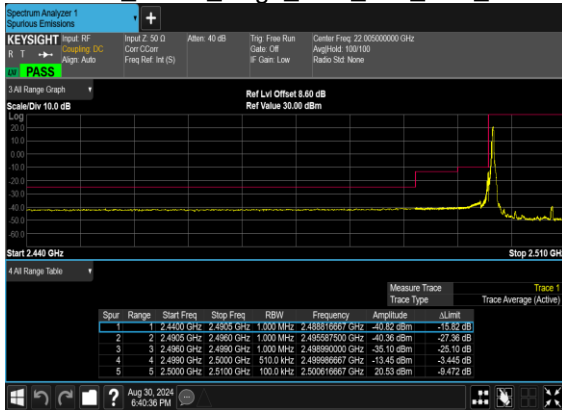 Spectrum Analyzer 1
Spurious Emissions
+
KEYSIGHT Input: RF Input Z: 50 Ω Atten: 40 dB Trig: Free Run Center Freq: 22.005000000 GHz
R T Coupling: DC Corr CCorr Gate: Off Avg|Hold: 100/100
Align: Auto Freq Ref: Int (S) IF Gain: Low Radio Std: None
PASS
3 All Range Graph Ref Lvl Offset 8.60 dB
Scale/Div 10.0 dB Ref Value 30.00 dBm
Log
20.0
10.0
0.00
-10.0
-20.0
-30.0
-40.0
-50.0
-60.0
Start 2.440 GHz Stop 2.510 GH
4 All Range Table
Measure Trace Trace 1
Trace Type Trace Average (Active)
Spur Range Start Freq Stop Freq RBW Frequency Amplitude ΔLimit
1 1 2.4400 GHz 2.4905 GHz 1.000 MHz 2.488816667 GHz -40.82 dBm -15.82 dB
2 2 2.4905 GHz 2.4960 GHz 1.000 MHz 2.495587500 GHz -40.36 dBm -27.36 dB
3 3 2.4960 GHz 2.4990 GHz 1.000 MHz 2.498990000 GHz -35.10 dBm -25.10 dB
4 4 2.4990 GHz 2.5000 GHz 510.0 kHz 2.499986667 GHz -13.45 dBm -3.445 dB
5 5 2.5000 GHz 2.5100 GHz 100.0 kHz 2.500616667 GHz 20.53 dBm -9.472 dB
? Aug 30, 2024
6:40:36 PM